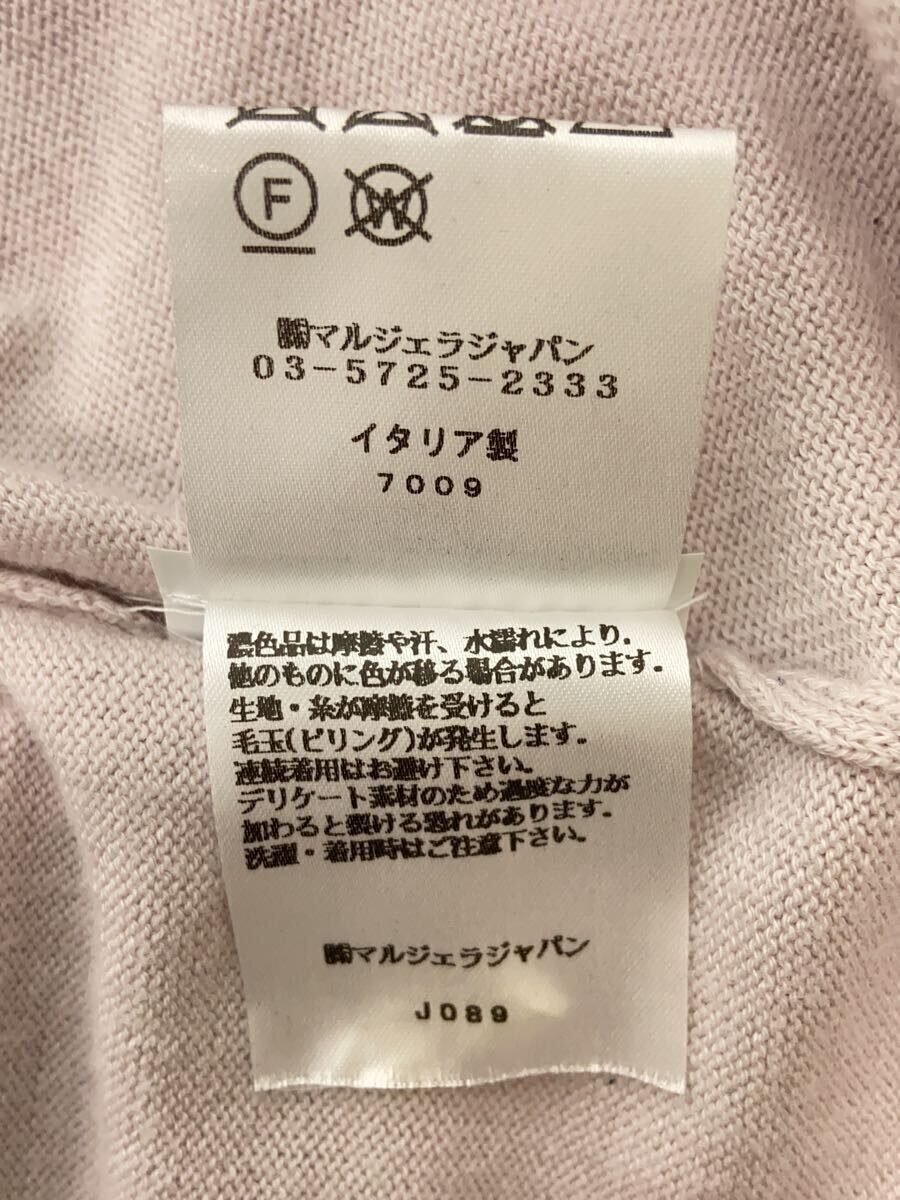 F
W
㈱マルジェラジャパン
03-5725-2333
イタリア製
7009
濃色品は摩擦や汗、水濡れにより、
他のものに色が移る場合があります。
生地・糸が摩擦を受けると
毛玉(ピリング)が発生します。
連続着用はお避け下さい。
デリケート素材のため過度な力が
加わると裂ける恐れがあります。
洗濯・着用時はご注意下さい。
㈱マルジェラジャパン
J089